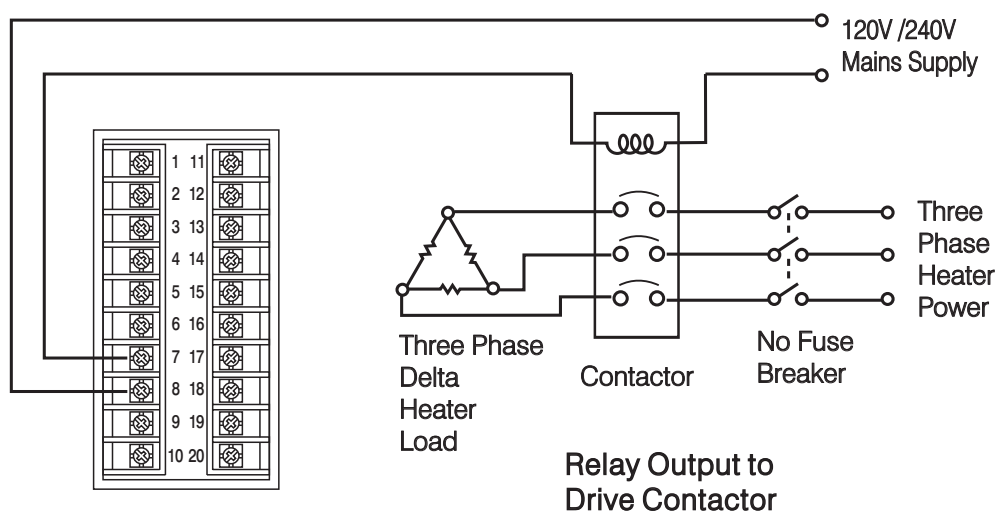 120V /240V
Mains Supply
1 11
2 12
3 13
4 14
5 15
6 16
7 17
8 18
9 19
10 20
Three
Phase
Heater
Power
Three Phase
Delta
Heater
Load
Contactor
No Fuse
Breaker
Relay Output to
Drive Contactor